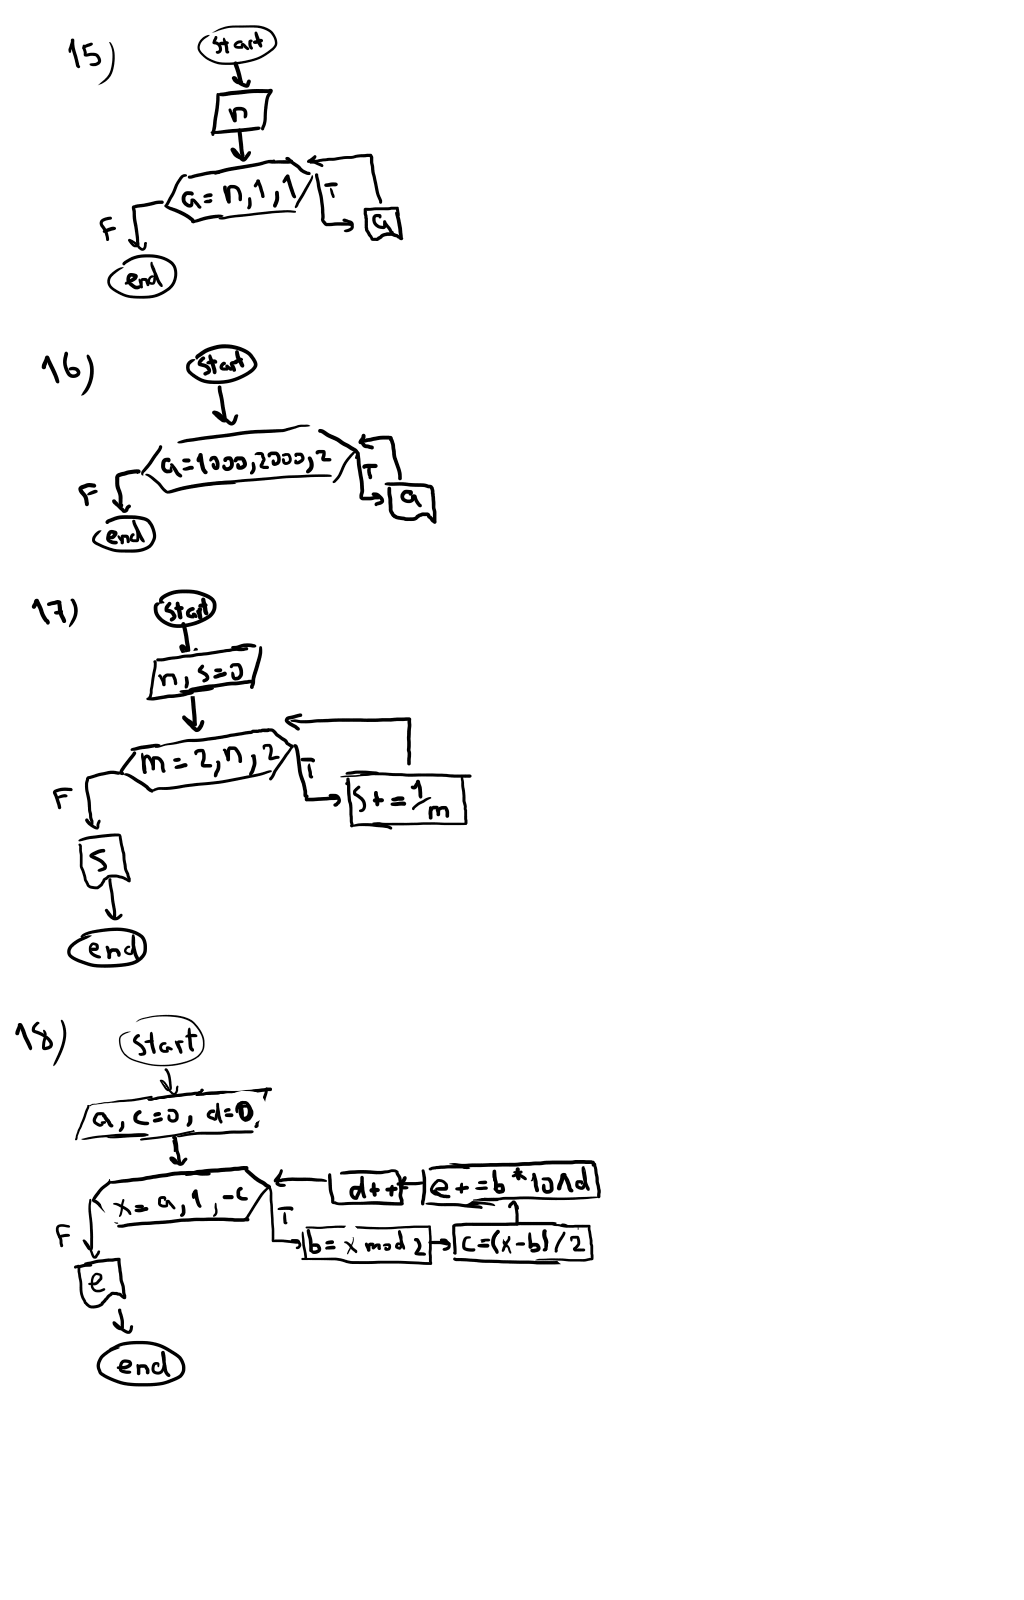 15)
start
n
a=n,1,1
T
a
F
end
16)
start
a=1000,2000,2
T
a
F
end
17)
start
n, s=0
m=2,n,2
T
s+=1/m
F
s
end
18)
start
a, c=0, d=0
x=a,1,-c
d++
e+=b*10^d
T
b=x mod 2
c=(x-b)/2
F
e
end